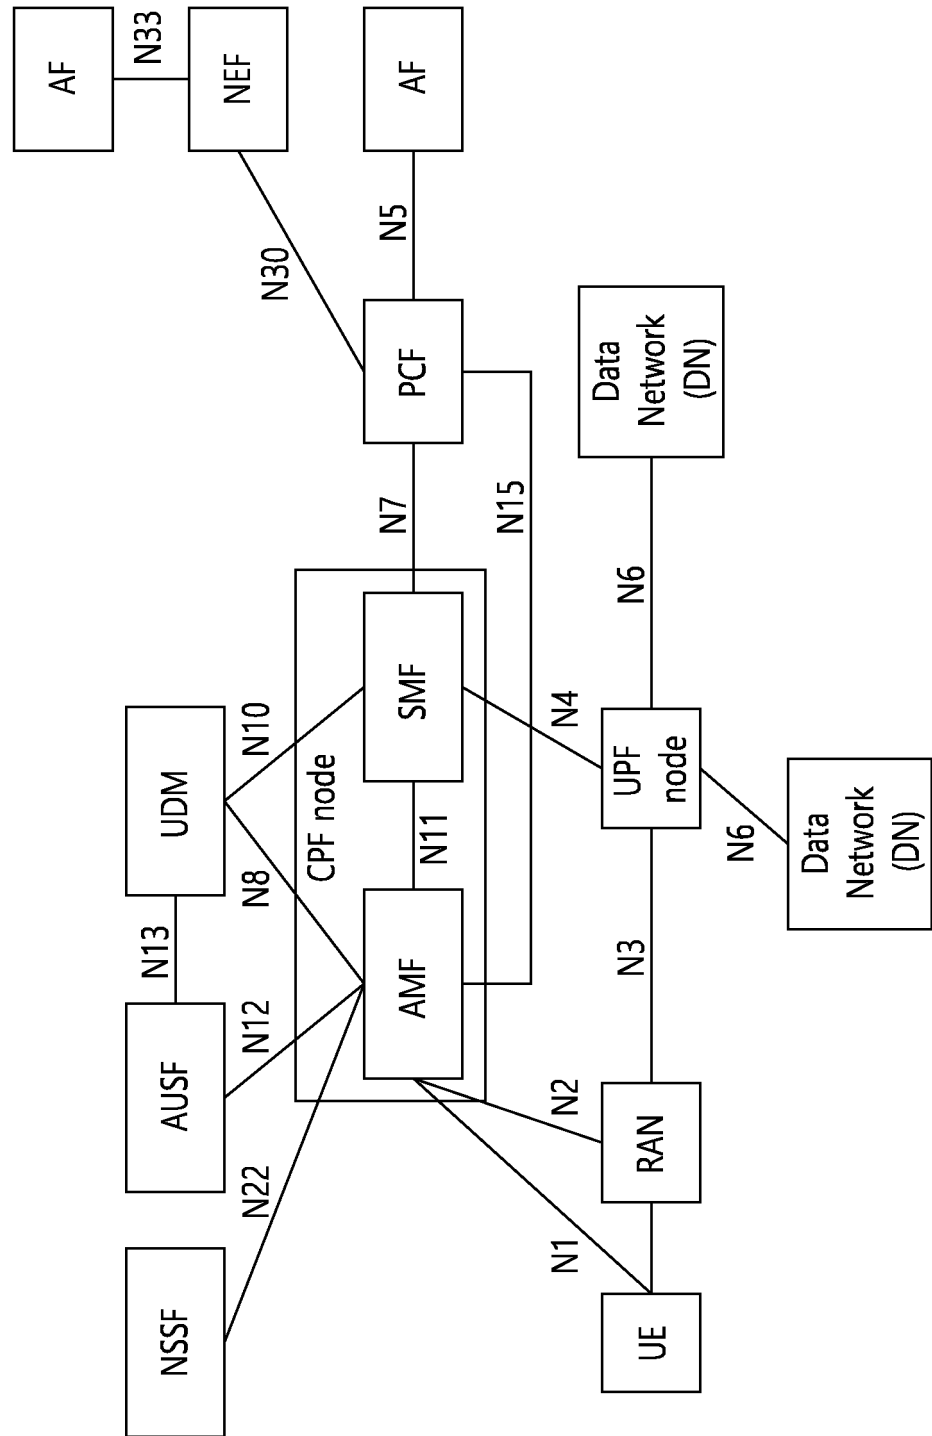 NSSF
AUSF
N13
UDM
N22
N12
N8
N10
CPF node
AMF
N11
SMF
N7
PCF
N5
AF
N30
NEF
N33
AF
N15
N1
N2
N4
UE
RAN
N3
UPF
node
N6
Data
Network
(DN)
N6
Data
Network
(DN)